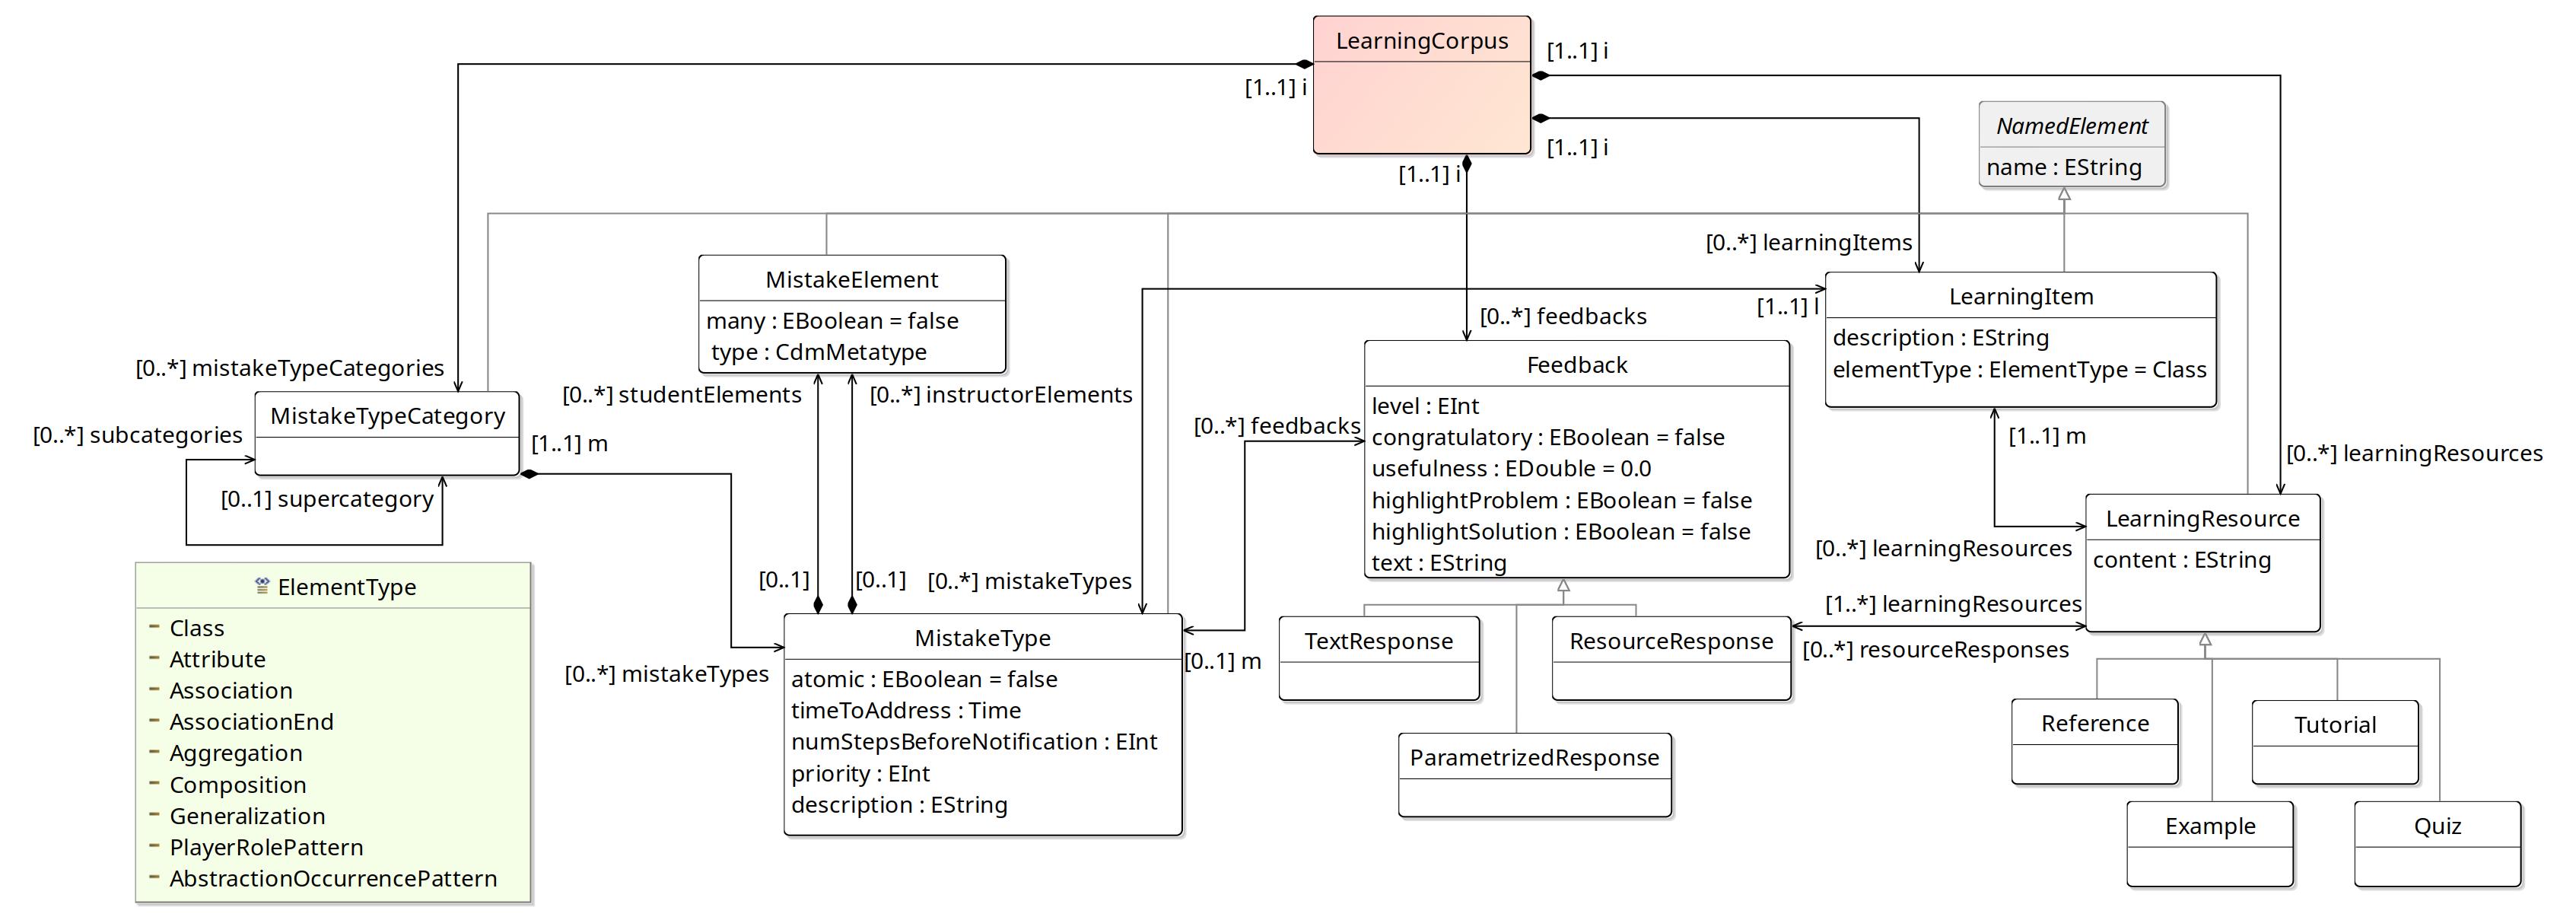 LearningCorpus
[1..1] i
[1..1] i
[1..1] i
[1..1] i
NamedElement
name : EString
[0..*] learningItems
MistakeElement
many : EBoolean = false
type : CdmMetatype
LearningItem
description : EString
elementType : ElementType = Class
[1..1] l
[0..*] feedbacks
Feedback
level : EInt
congratulatory : EBoolean = false
usefulness : EDouble = 0.0
highlightProblem : EBoolean = false
highlightSolution : EBoolean = false
text : EString
[0..*] mistakeTypeCategories
MistakeTypeCategory
[0..*] subcategories
[0..1] supercategory
[1..1] m
[0..*] studentElements
[0..*] instructorElements
[0..*] feedbacks
[1..1] m
[0..*] learningResources
LearningResource
content : EString
[0..*] learningResources
[1..*] learningResources
[0..*] resourceResponses
[0..1]
[0..1]
[0..*] mistakeTypes
ElementType
Class
Attribute
Association
AssociationEnd
Aggregation
Composition
Generalization
PlayerRolePattern
AbstractionOccurrencePattern
[0..*] mistakeTypes
MistakeType
atomic : EBoolean = false
timeToAddress : Time
numStepsBeforeNotification : EInt
priority : EInt
description : EString
[0..1] m
TextResponse
ResourceResponse
ParametrizedResponse
Reference
Tutorial
Example
Quiz